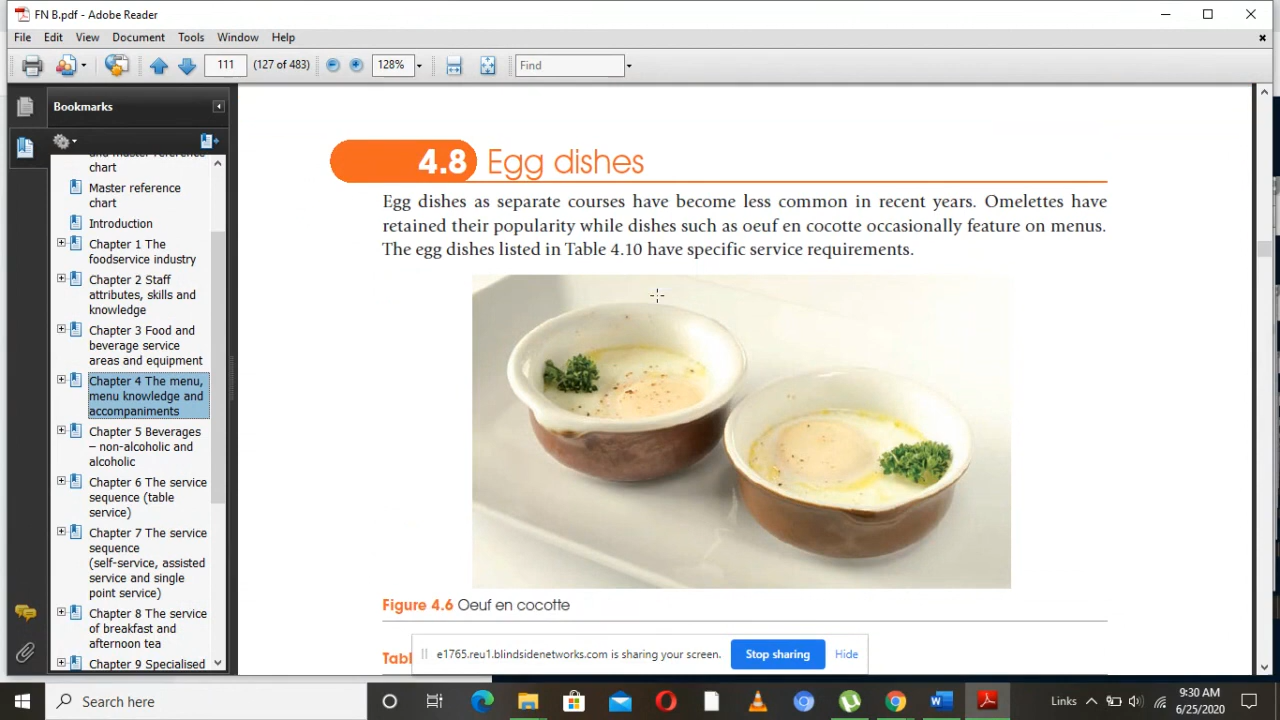 FN B.pdf - Adobe Reader
File Edit View Document Tools Window Help
111 (127 of 483) 128% Find
Bookmarks
and master reference
chart
Master reference
chart
Introduction
Chapter 1 The
foodservice industry
Chapter 2 Staff
attributes, skills and
knowledge
Chapter 3 Food and
beverage service
areas and equipment
Chapter 4 The menu,
menu knowledge and
accompaniments
Chapter 5 Beverages
– non-alcoholic and
alcoholic
Chapter 6 The service
sequence (table
service)
Chapter 7 The service
sequence
(self-service, assisted
service and single
point service)
Chapter 8 The service
of breakfast and
afternoon tea
Chapter 9 Specialised
4.8 Egg dishes
Egg dishes as separate courses have become less common in recent years. Omelettes have
retained their popularity while dishes such as oeuf en cocotte occasionally feature on menus.
The egg dishes listed in Table 4.10 have specific service requirements.
Figure 4.6 Oeuf en cocotte
e1765.reu1.blindsidenetworks.com is sharing your screen. Stop sharing Hide
Search here
Links
9:30 AM
6/25/2020